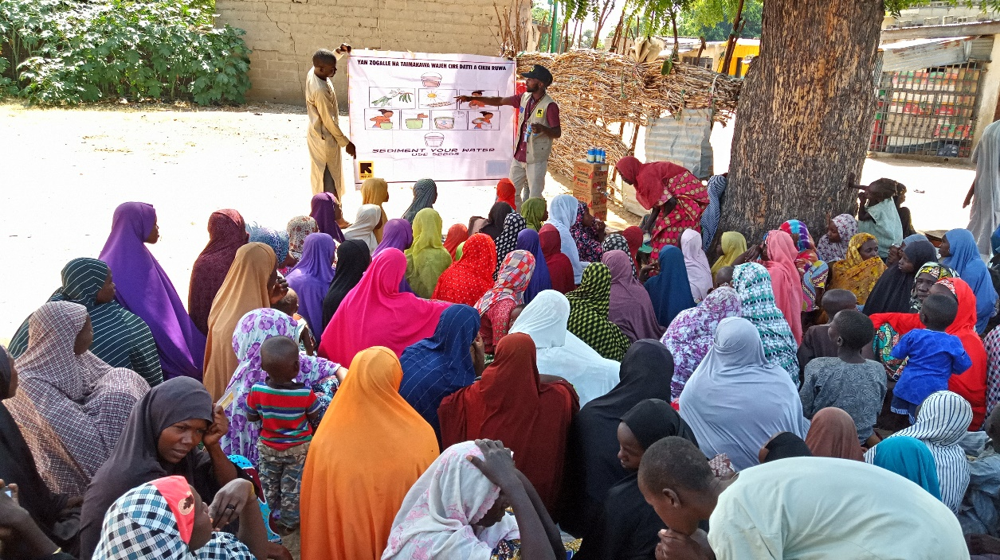 YAN ZOGALLE NA TAIMAKAWA WAJEN CIRE DATTI A CIKIN RUWA
SEDIMENT YOUR WATER
USE SEEDS